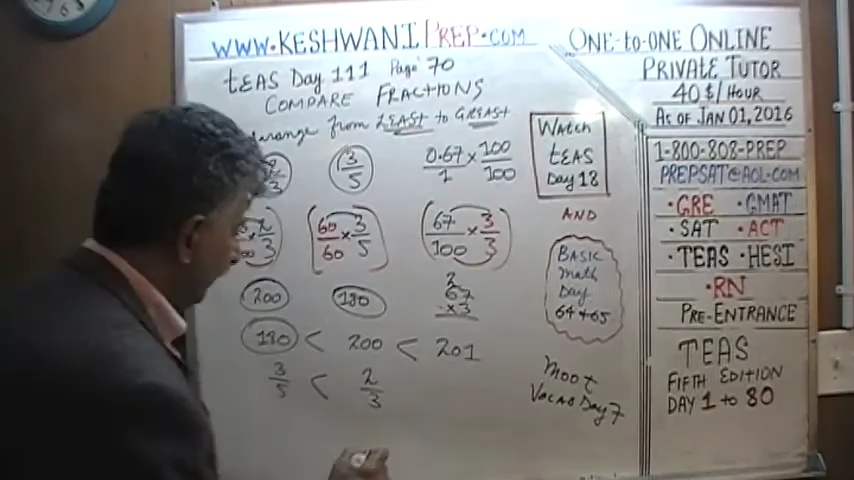 WWW.KESHWANIPREP.COM
TEAS Day 111 Page 70
COMPARE FRACTIONS
from LEAST to GREAST
3/5
0.67/1 × 100/100
2/3
60/60 × 3/5
67/100 × 3/3
200
180
2
67
×3
180 < 200 < 201
3/5 < 2/3
Watch
TEAS
Day 18
AND
BASIC
Math
Day
64+65
MOOT
VOCAB Day 7
ONE-to-ONE ONLINE
PRIVATE TUTOR
40$/HOUR
AS OF JAN 01, 2016
1-800-808-PREP
PREPSAT@AOL.COM
•GRE •GMAT
•SAT •ACT
•TEAS •HESI
•RN
PRE-ENTRANCE
TEAS
FIFTH EDITION
DAY 1 to 80